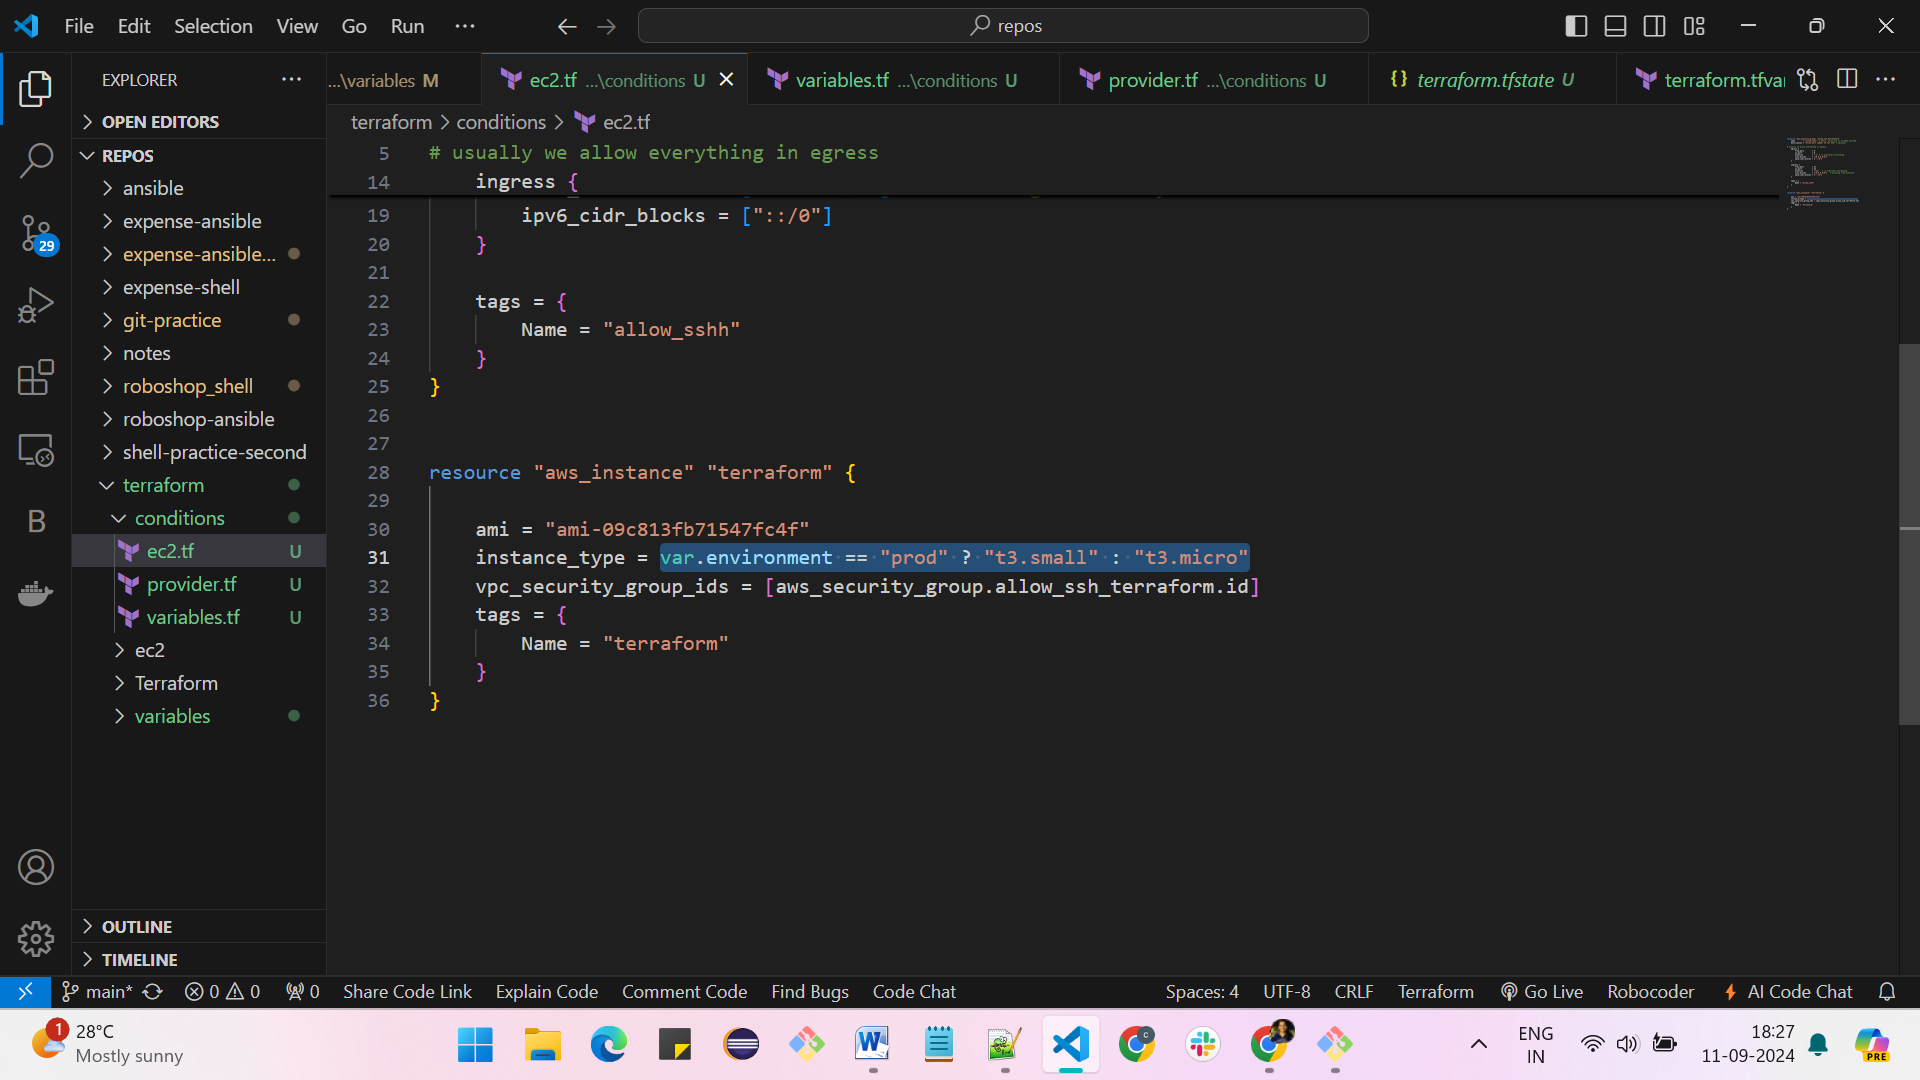 File Edit Selection View Go Run ···
repos
EXPLORER ···
OPEN EDITORS
REPOS
ansible
expense-ansible
expense-ansible...
expense-shell
git-practice
notes
roboshop_shell
roboshop-ansible
shell-practice-second
terraform
conditions
ec2.tf U
provider.tf U
variables.tf U
ec2
Terraform
variables
OUTLINE
TIMELINE
29
B
...\variables M
ec2.tf ...\conditions U
variables.tf ...\conditions U
provider.tf ...\conditions U
{} terraform.tfstate U
terraform.tfvar
···
terraform > conditions > ec2.tf
5 # usually we allow everything in egress
14 ingress {
19 ipv6_cidr_blocks = ["::/0"]
20 }
21
22 tags = {
23 Name = "allow_sshh"
24 }
25 }
26
27
28 resource "aws_instance" "terraform" {
29
30 ami = "ami-09c813fb71547fc4f"
31 instance_type = var.environment == "prod" ? "t3.small" : "t3.micro"
32 vpc_security_group_ids = [aws_security_group.allow_ssh_terraform.id]
33 tags = {
34 Name = "terraform"
35 }
36 }
main* 0 0 0 Share Code Link Explain Code Comment Code Find Bugs Code Chat Spaces: 4 UTF-8 CRLF Terraform Go Live Robocoder AI Code Chat
1
28°C
Mostly sunny
ENG
IN
18:27
11-09-2024
PRE